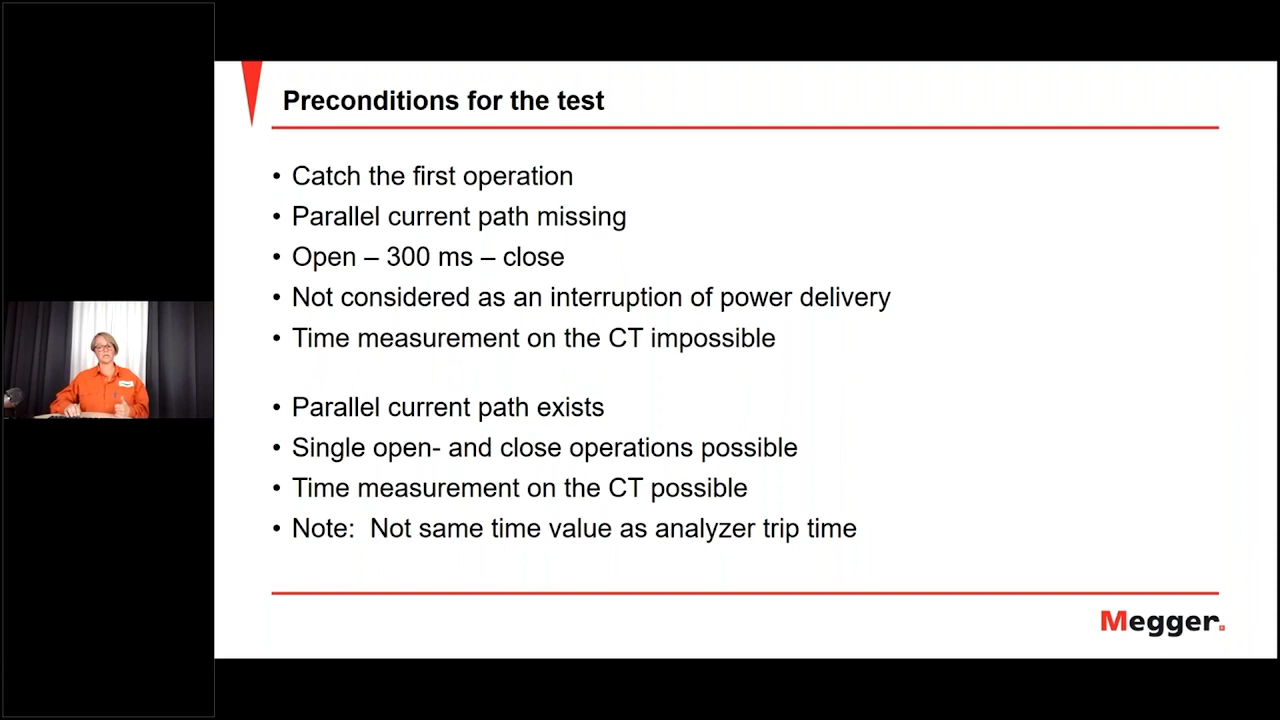 Preconditions for the test
• Catch the first operation
• Parallel current path missing
• Open – 300 ms – close
• Not considered as an interruption of power delivery
• Time measurement on the CT impossible
• Parallel current path exists
• Single open- and close operations possible
• Time measurement on the CT possible
• Note:  Not same time value as analyzer trip time
Megger.